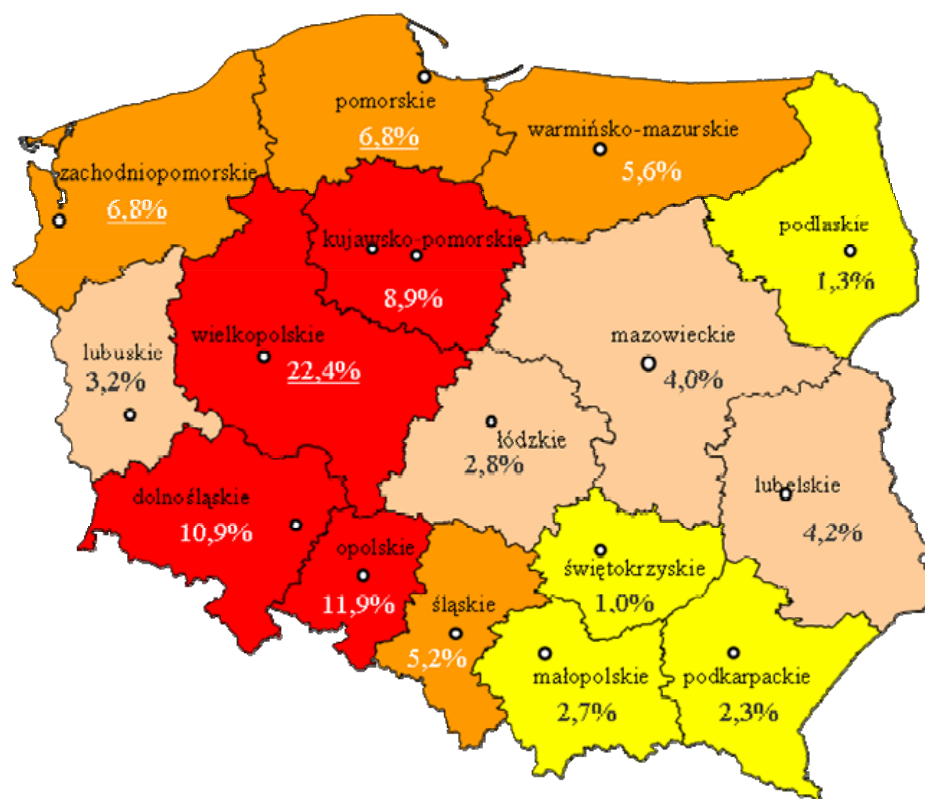 pomorskie
6,8%
warmińsko-mazurskie
5,6%
zachodniopomorskie
6,8%
podlaskie
1,3%
kujawsko-pomorskie
8,9%
wielkopolskie
22,4%
lubuskie
3,2%
mazowieckie
4,0%
łódzkie
2,8%
lubelskie
4,2%
dolnośląskie
10,9%
opolskie
11,9%
śląskie
5,2%
świętokrzyskie
1,0%
małopolskie
2,7%
podkarpackie
2,3%